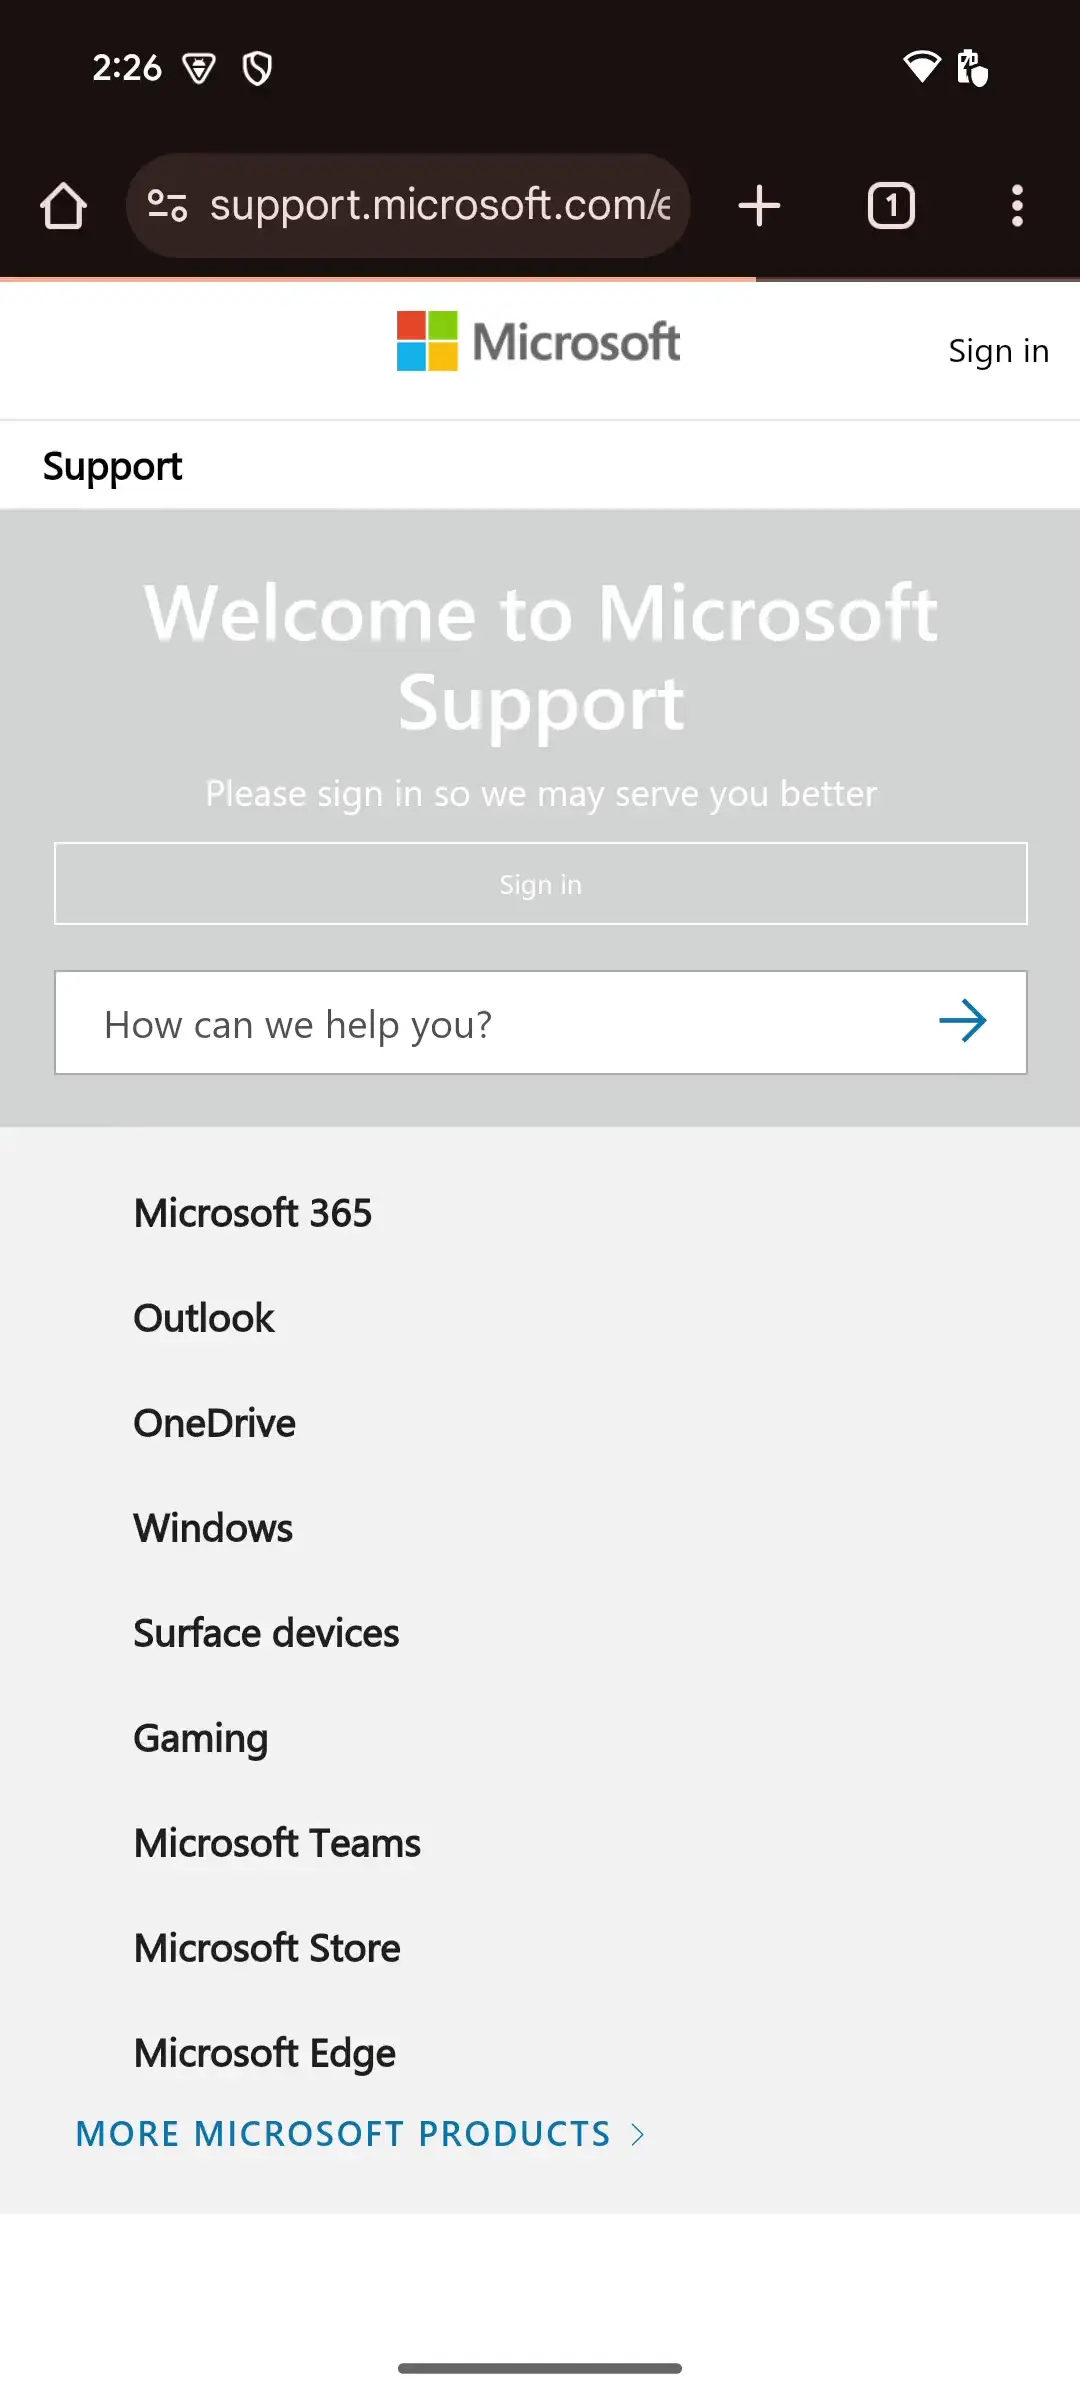 2:26
support.microsoft.com/e
1
Microsoft
Sign in
Support
Welcome to Microsoft
Support
Please sign in so we may serve you better
Sign in
How can we help you?
Microsoft 365
Outlook
OneDrive
Windows
Surface devices
Gaming
Microsoft Teams
Microsoft Store
Microsoft Edge
MORE MICROSOFT PRODUCTS